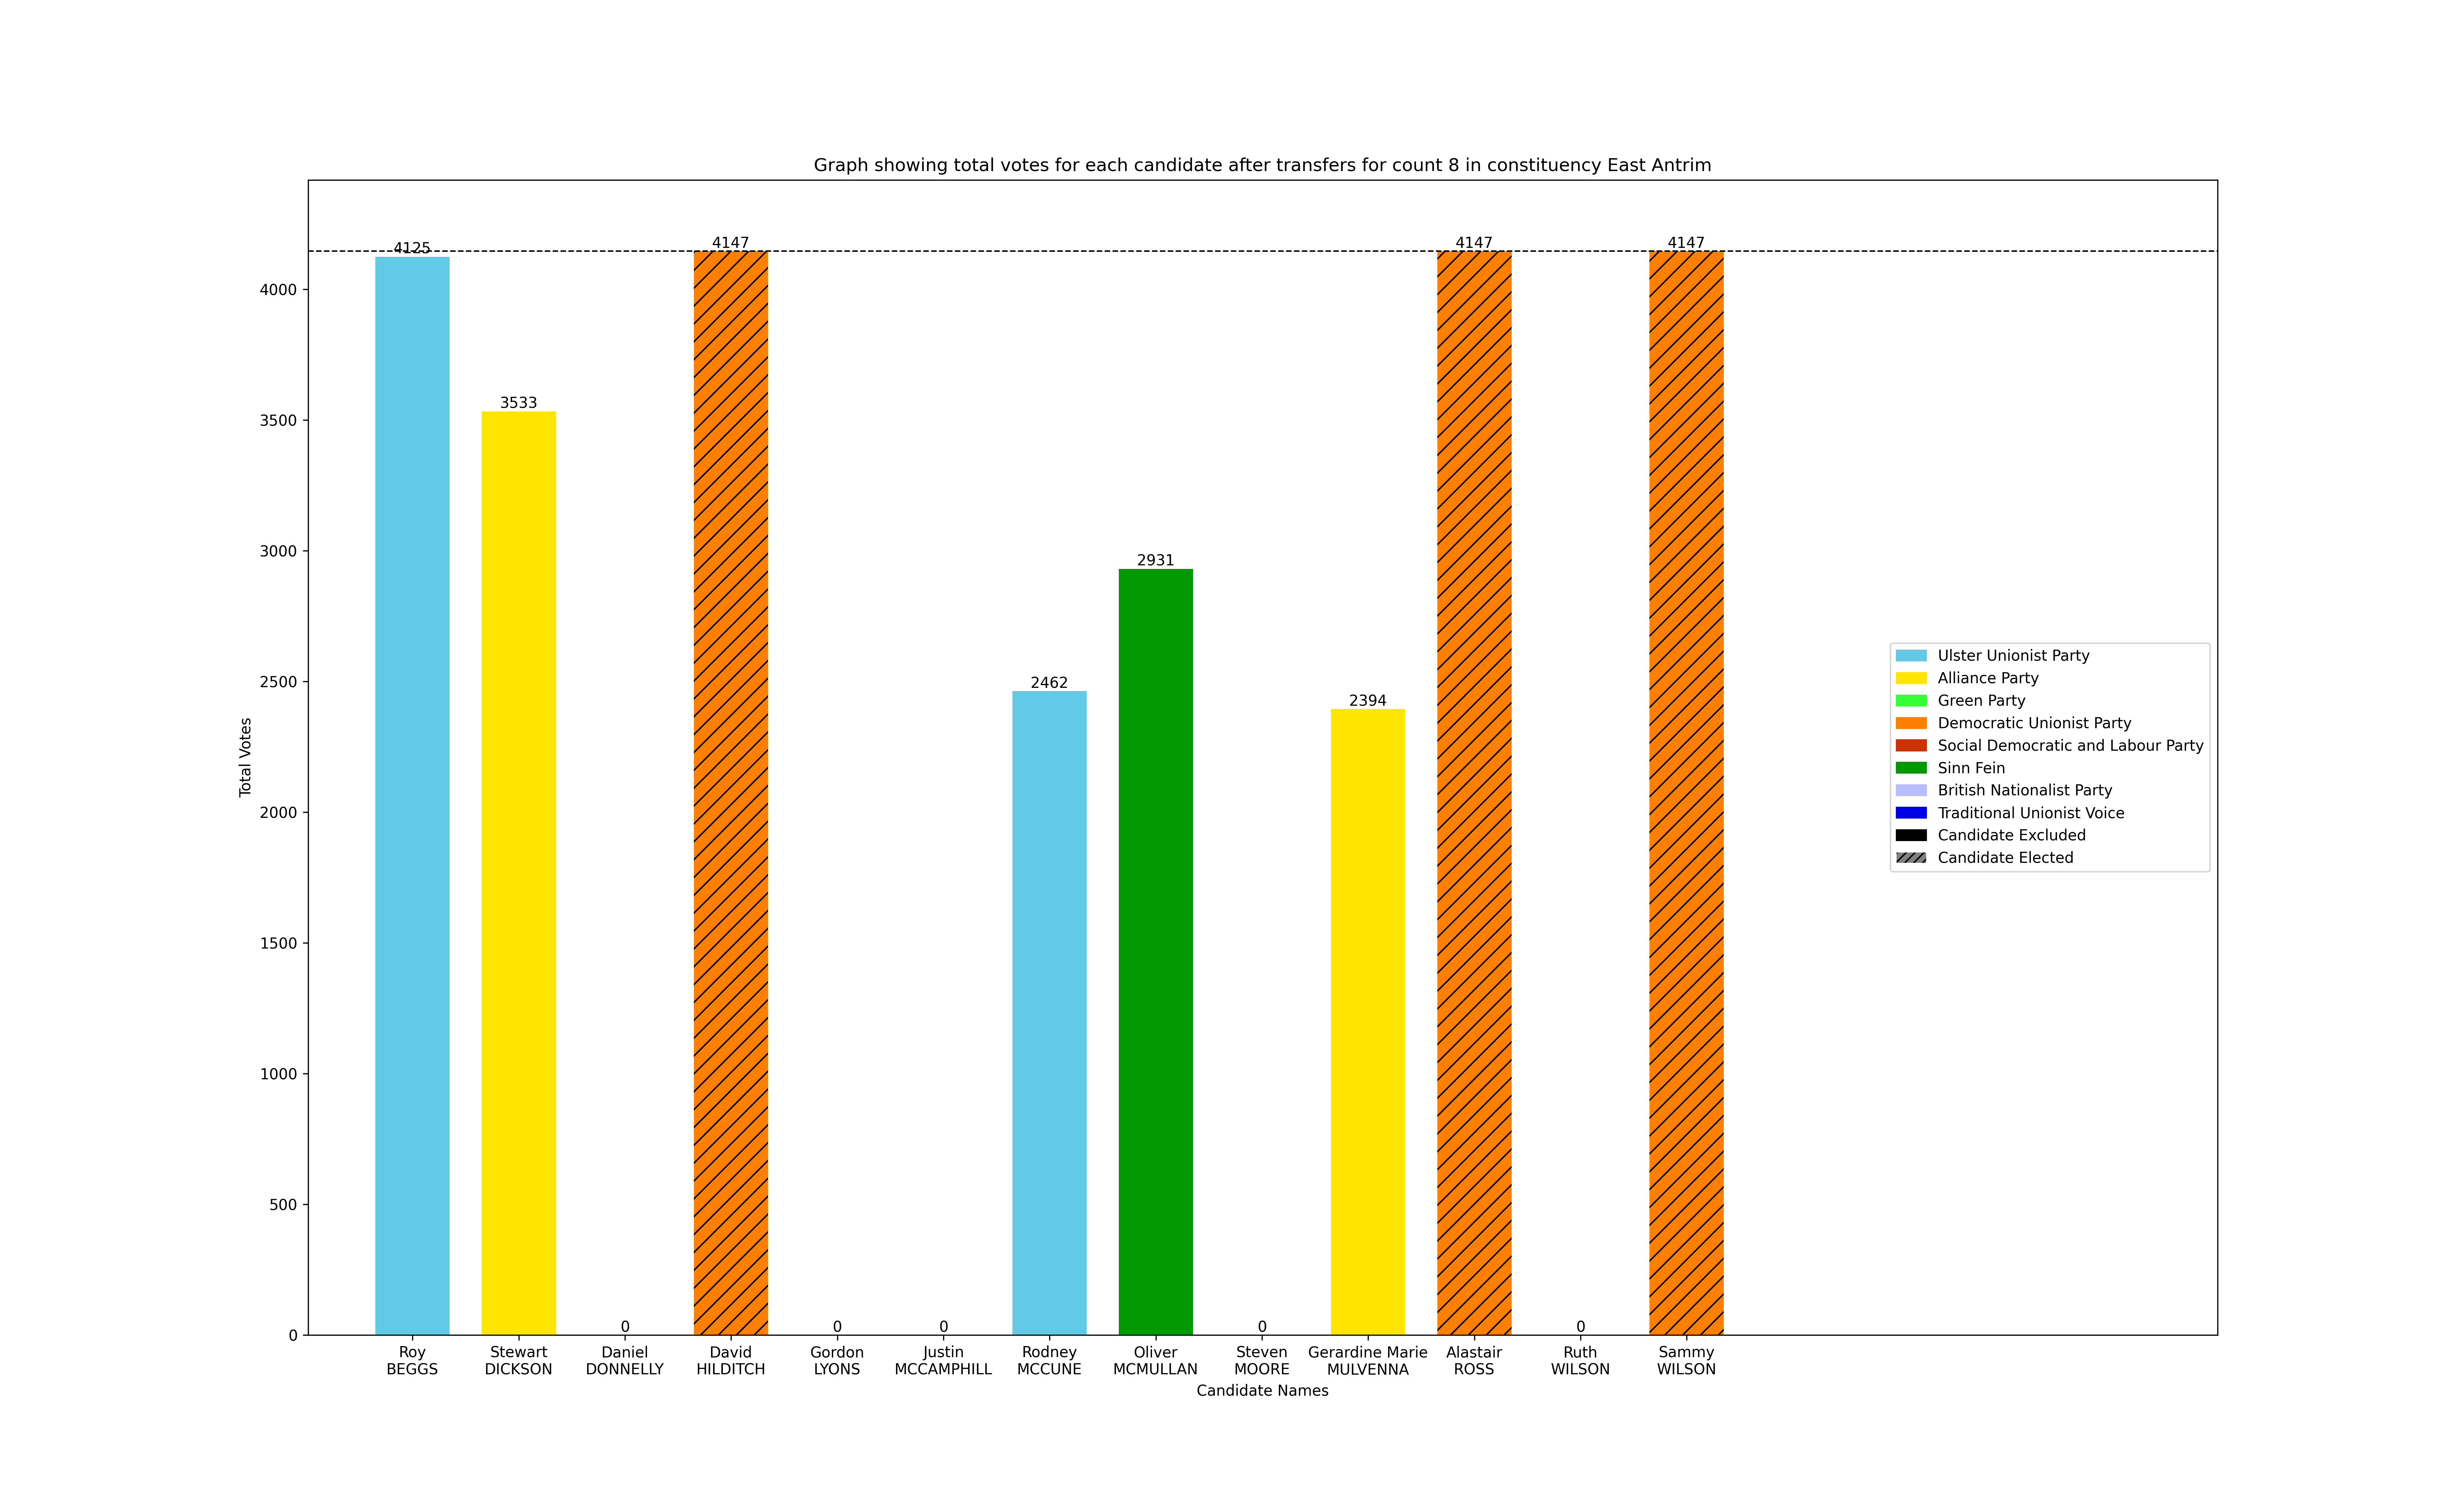 Graph showing total votes for each candidate after transfers for count 8 in constituency East Antrim
Total Votes
4000
3500
3000
2500
2000
1500
1000
500
0
4125
3533
0
4147
0
0
2462
2931
0
2394
4147
0
4147
Ulster Unionist Party
Alliance Party
Green Party
Democratic Unionist Party
Social Democratic and Labour Party
Sinn Fein
British Nationalist Party
Traditional Unionist Voice
Candidate Excluded
Candidate Elected
Roy
BEGGS
Stewart
DICKSON
Daniel
DONNELLY
David
HILDITCH
Gordon
LYONS
Justin
MCCAMPHILL
Rodney
MCCUNE
Oliver
MCMULLAN
Steven
MOORE
Gerardine Marie
MULVENNA
Alastair
ROSS
Ruth
WILSON
Sammy
WILSON
Candidate Names